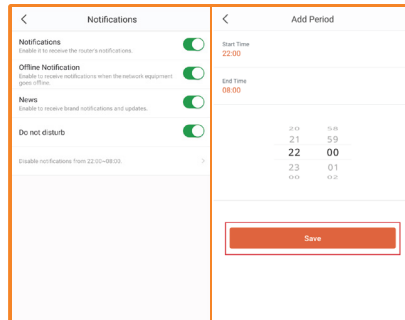 Notifications
Notifications
Enable it to receive the router's notifications.
Offline Notification
Enable to receive notifications when the network equipment
goes offline.
News
Enable to receive brand notifications and updates.
Do not disturb
Disable notifications from 22:00~08:00.
Add Period
Start Time
22:00
End Time
08:00
20 58
21 59
22 00
23 01
00 02
Save